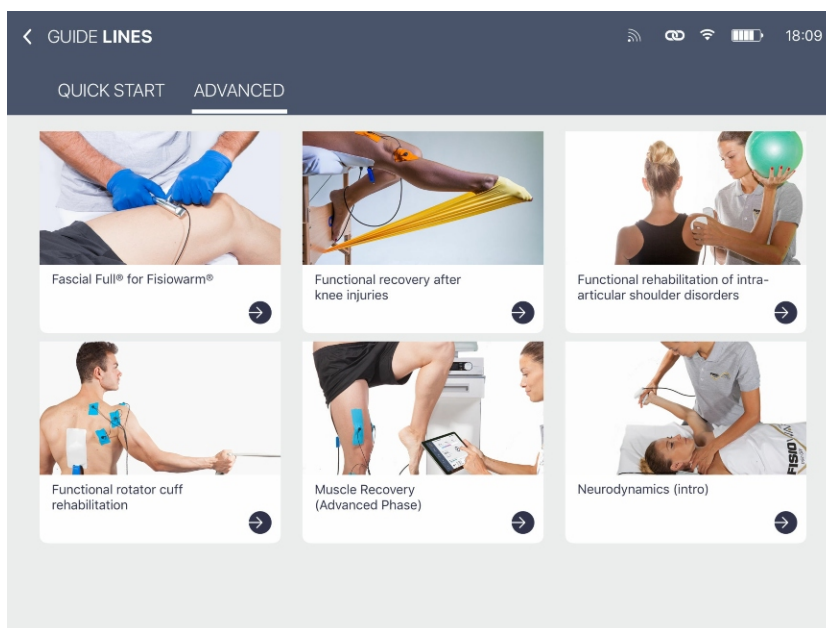 GUIDE LINES
18:09
QUICK START
ADVANCED
Fascial Full® for Fisiowarm®
Functional recovery after
knee injuries
Functional rehabilitation of intra-
articular shoulder disorders
Functional rotator cuff
rehabilitation
Muscle Recovery
(Advanced Phase)
FISIOWA
Neurodynamics (intro)